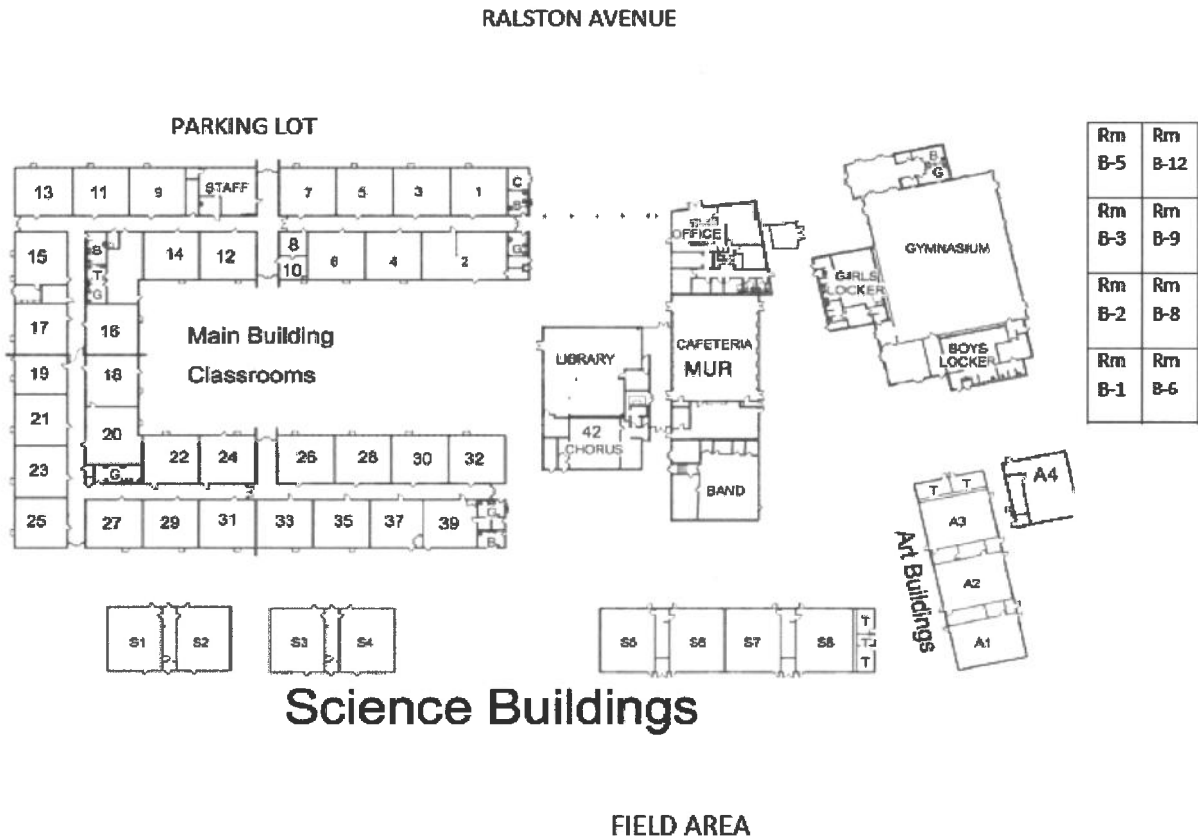 RALSTON AVENUE
PARKING LOT
13 11 9 STAFF 7 5 3 1 C
B
15 B 14 12 8 6 4 2 G
T 10
G
17 16
19 18
21 20
23 G 22 24 26 28 30 32
25 27 29 31 33 35 37 39 G
B
Main Building
Classrooms
OFFICE
LIBRARY
CAFETERIA
MUR
42
CHORUS
BAND
B
G
GYMNASIUM
GIRLS
LOCKER
BOYS
LOCKER
Rm Rm
B-5 B-12
Rm Rm
B-3 B-9
Rm Rm
B-2 B-8
Rm Rm
B-1 B-6
T T
A4
A3
A2
A1
Art Buildings
S1 S2 S3 S4 S5 S6 S7 S8 T
T
T
Science Buildings
FIELD AREA